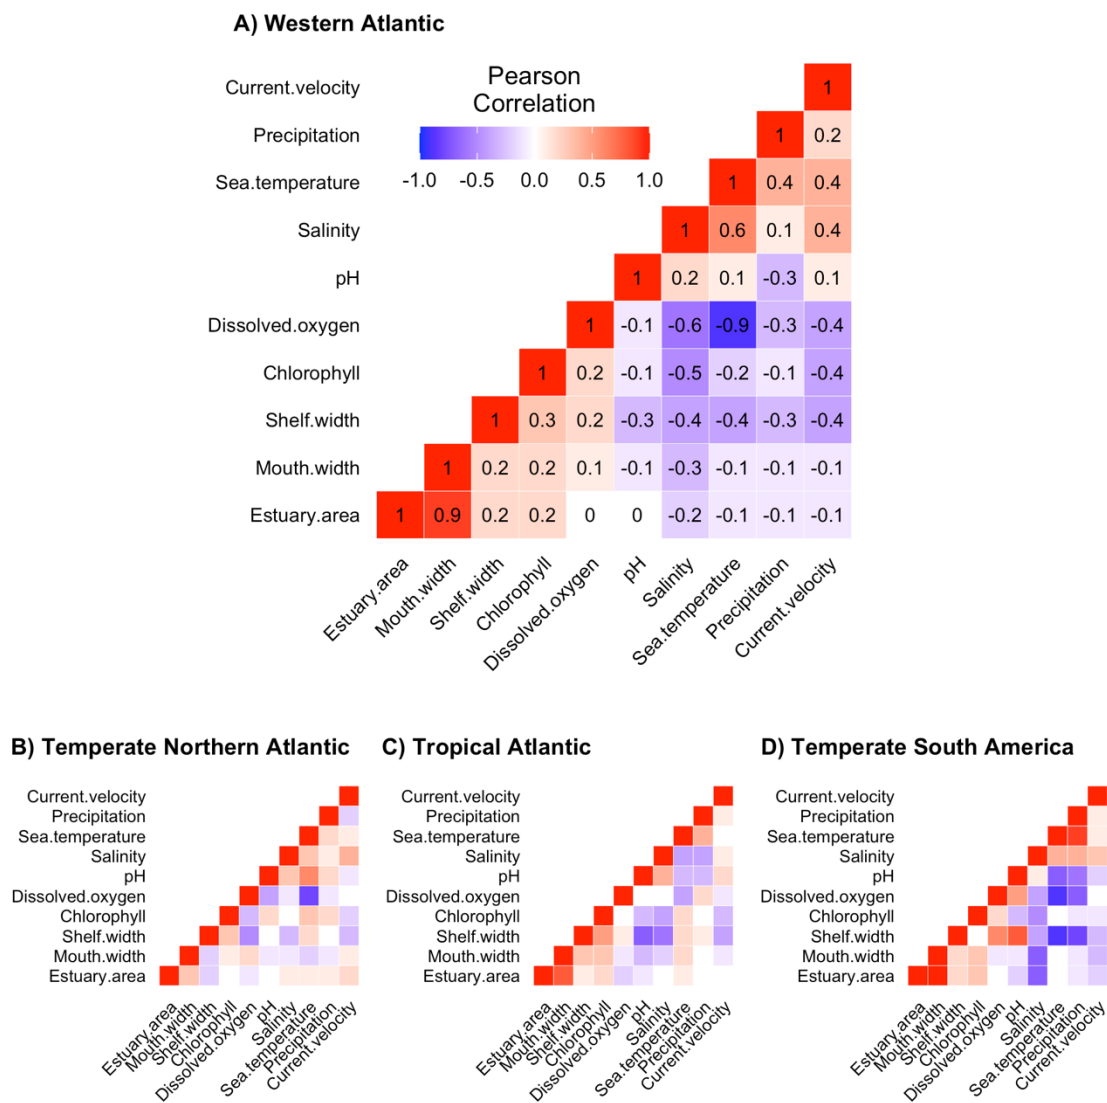 A) Western Atlantic
Pearson
Correlation
-1.0 -0.5 0.0 0.5 1.0
Current.velocity 1
Precipitation 1 0.2
Sea.temperature 1 0.4 0.4
Salinity 1 0.6 0.1 0.4
pH 1 0.2 0.1 -0.3 0.1
Dissolved.oxygen 1 -0.1 -0.6 -0.9 -0.3 -0.4
Chlorophyll 1 0.2 -0.1 -0.5 -0.2 -0.1 -0.4
Shelf.width 1 0.3 0.2 -0.3 -0.4 -0.4 -0.3 -0.4
Mouth.width 1 0.2 0.2 0.1 -0.1 -0.3 -0.1 -0.1 -0.1
Estuary.area 1 0.9 0.2 0.2 0 0 -0.2 -0.1 -0.1 -0.1
Estuary.area
Mouth.width
Shelf.width
Chlorophyll
Dissolved.oxygen
pH
Salinity
Sea.temperature
Precipitation
Current.velocity
B) Temperate Northern Atlantic
Current.velocity
Precipitation
Sea.temperature
Salinity
pH
Dissolved.oxygen
Chlorophyll
Shelf.width
Mouth.width
Estuary.area
Estuary.area
Mouth.width
Shelf.width
Chlorophyll
Dissolved.oxygen
pH
Salinity
Sea.temperature
Precipitation
Current.velocity
C) Tropical Atlantic
Current.velocity
Precipitation
Sea.temperature
Salinity
pH
Dissolved.oxygen
Chlorophyll
Shelf.width
Mouth.width
Estuary.area
Estuary.area
Mouth.width
Shelf.width
Chlorophyll
Dissolved.oxygen
pH
Salinity
Sea.temperature
Precipitation
Current.velocity
D) Temperate South America
Current.velocity
Precipitation
Sea.temperature
Salinity
pH
Dissolved.oxygen
Chlorophyll
Shelf.width
Mouth.width
Estuary.area
Estuary.area
Mouth.width
Shelf.width
Chlorophyll
Dissolved.oxygen
pH
Salinity
Sea.temperature
Precipitation
Current.velocity